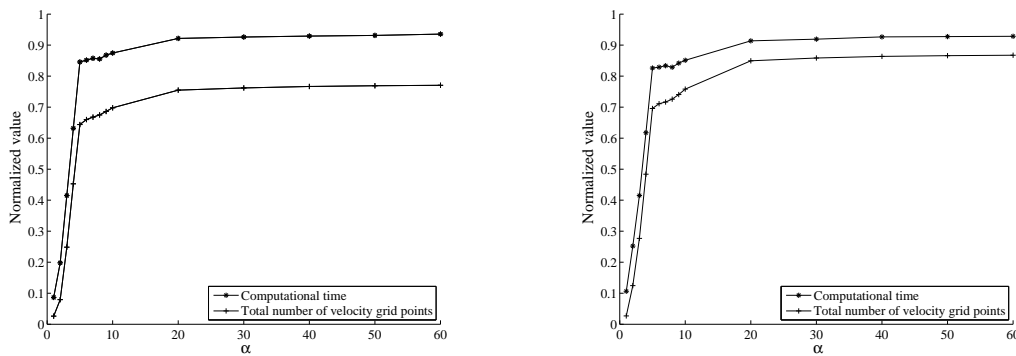 1
0.9
0.8
0.7
0.6
0.5
0.4
0.3
0.2
0.1
0
Normalized value
0 10 20 30 40 50 60
α
Computational time
Total number of velocity grid points
1
0.9
0.8
0.7
0.6
0.5
0.4
0.3
0.2
0.1
0
Normalized value
0 10 20 30 40 50 60
α
Computational time
Total number of velocity grid points